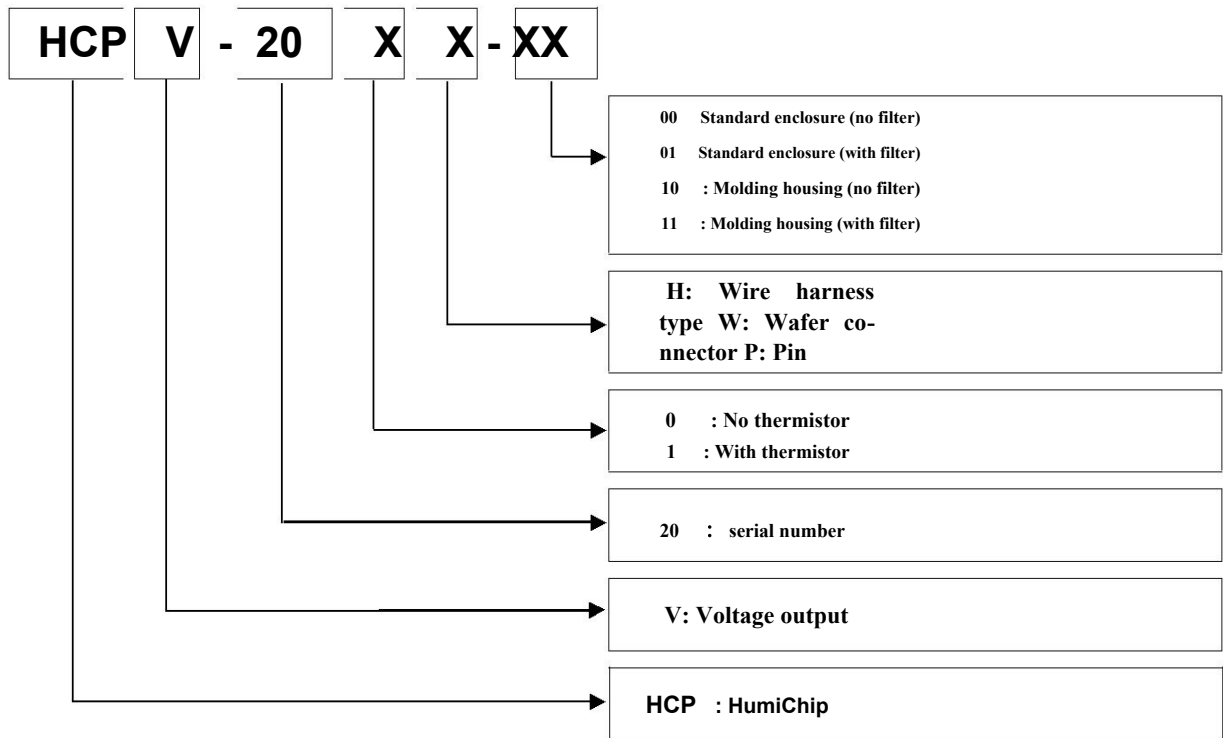 HCP V - 20 X X - XX
00 Standard enclosure (no filter)
01 Standard enclosure (with filter)
10 : Molding housing (no filter)
11 : Molding housing (with filter)
H: Wire harness
type W: Wafer co-
nnector P: Pin
0 : No thermistor
1 : With thermistor
20 : serial number
V: Voltage output
HCP : HumiChip